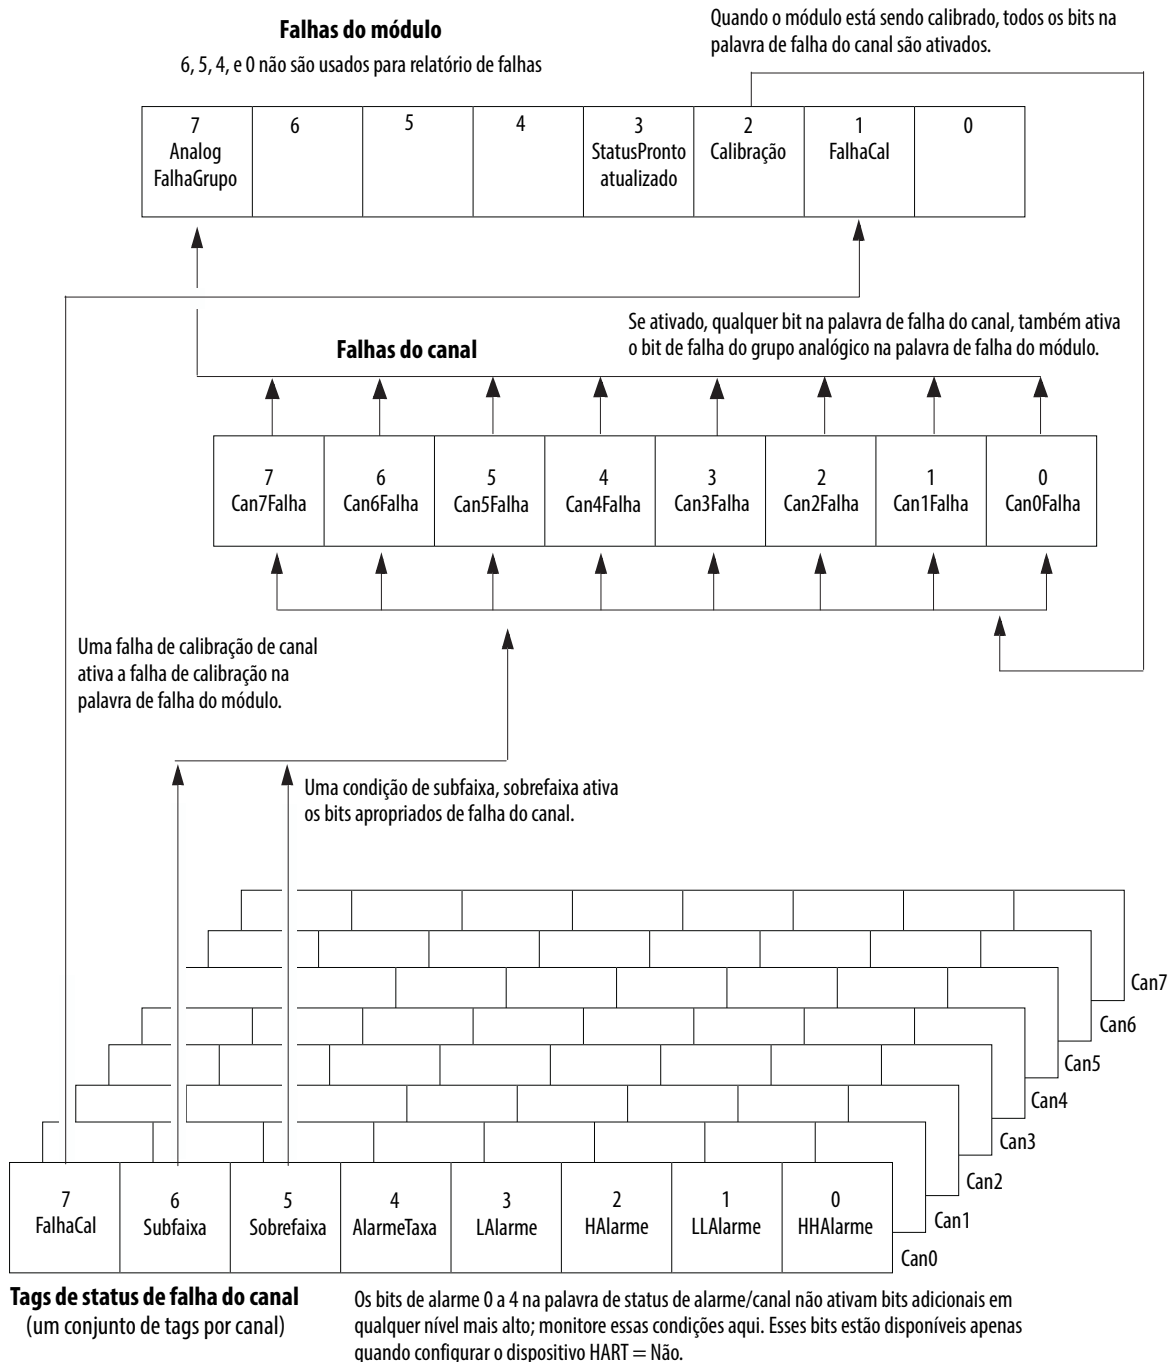 Falhas do módulo
6, 5, 4, e 0 não são usados para relatório de falhas
Quando o módulo está sendo calibrado, todos os bits na
palavra de falha do canal são ativados.
7
Analog
FalhaGrupo
6
5
4
3
StatusPronto
atualizado
2
Calibração
1
FalhaCal
0
Se ativado, qualquer bit na palavra de falha do canal, também ativa
o bit de falha do grupo analógico na palavra de falha do módulo.
Falhas do canal
7
Can7Falha
6
Can6Falha
5
Can5Falha
4
Can4Falha
3
Can3Falha
2
Can2Falha
1
Can1Falha
0
Can0Falha
Uma falha de calibração de canal
ativa a falha de calibração na
palavra de falha do módulo.
Uma condição de subfaixa, sobrefaixa ativa
os bits apropriados de falha do canal.
Can7
Can6
Can5
Can4
Can3
Can2
Can1
Can0
7
FalhaCal
6
Subfaixa
5
Sobrefaixa
4
AlarmeTaxa
3
LAlarme
2
HAlarme
1
LLAlarme
0
HHAlarme
Tags de status de falha do canal
(um conjunto de tags por canal)
Os bits de alarme 0 a 4 na palavra de status de alarme/canal não ativam bits adicionais em
qualquer nível mais alto; monitore essas condições aqui. Esses bits estão disponíveis apenas
quando configurar o dispositivo HART = Não.